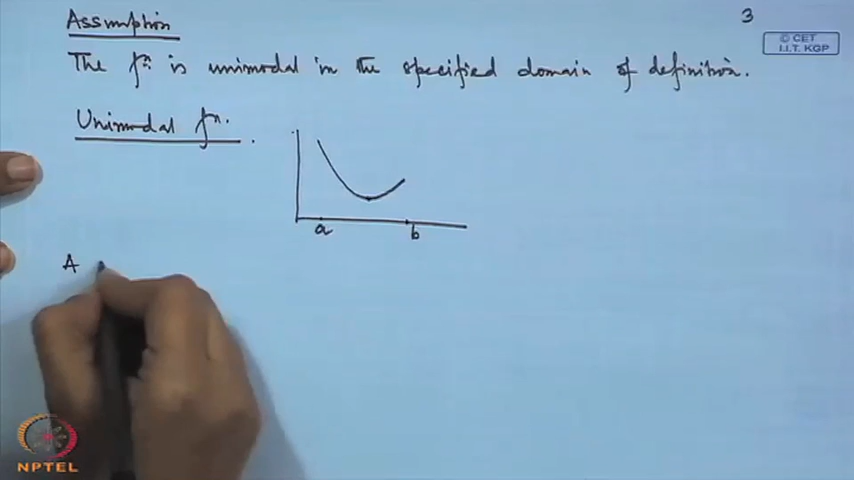 Assumption
3
© CET
I.I.T. KGP
The fn. is unimodal in the specified domain of definition.
Unimodal fn.
a
b
A
NPTEL